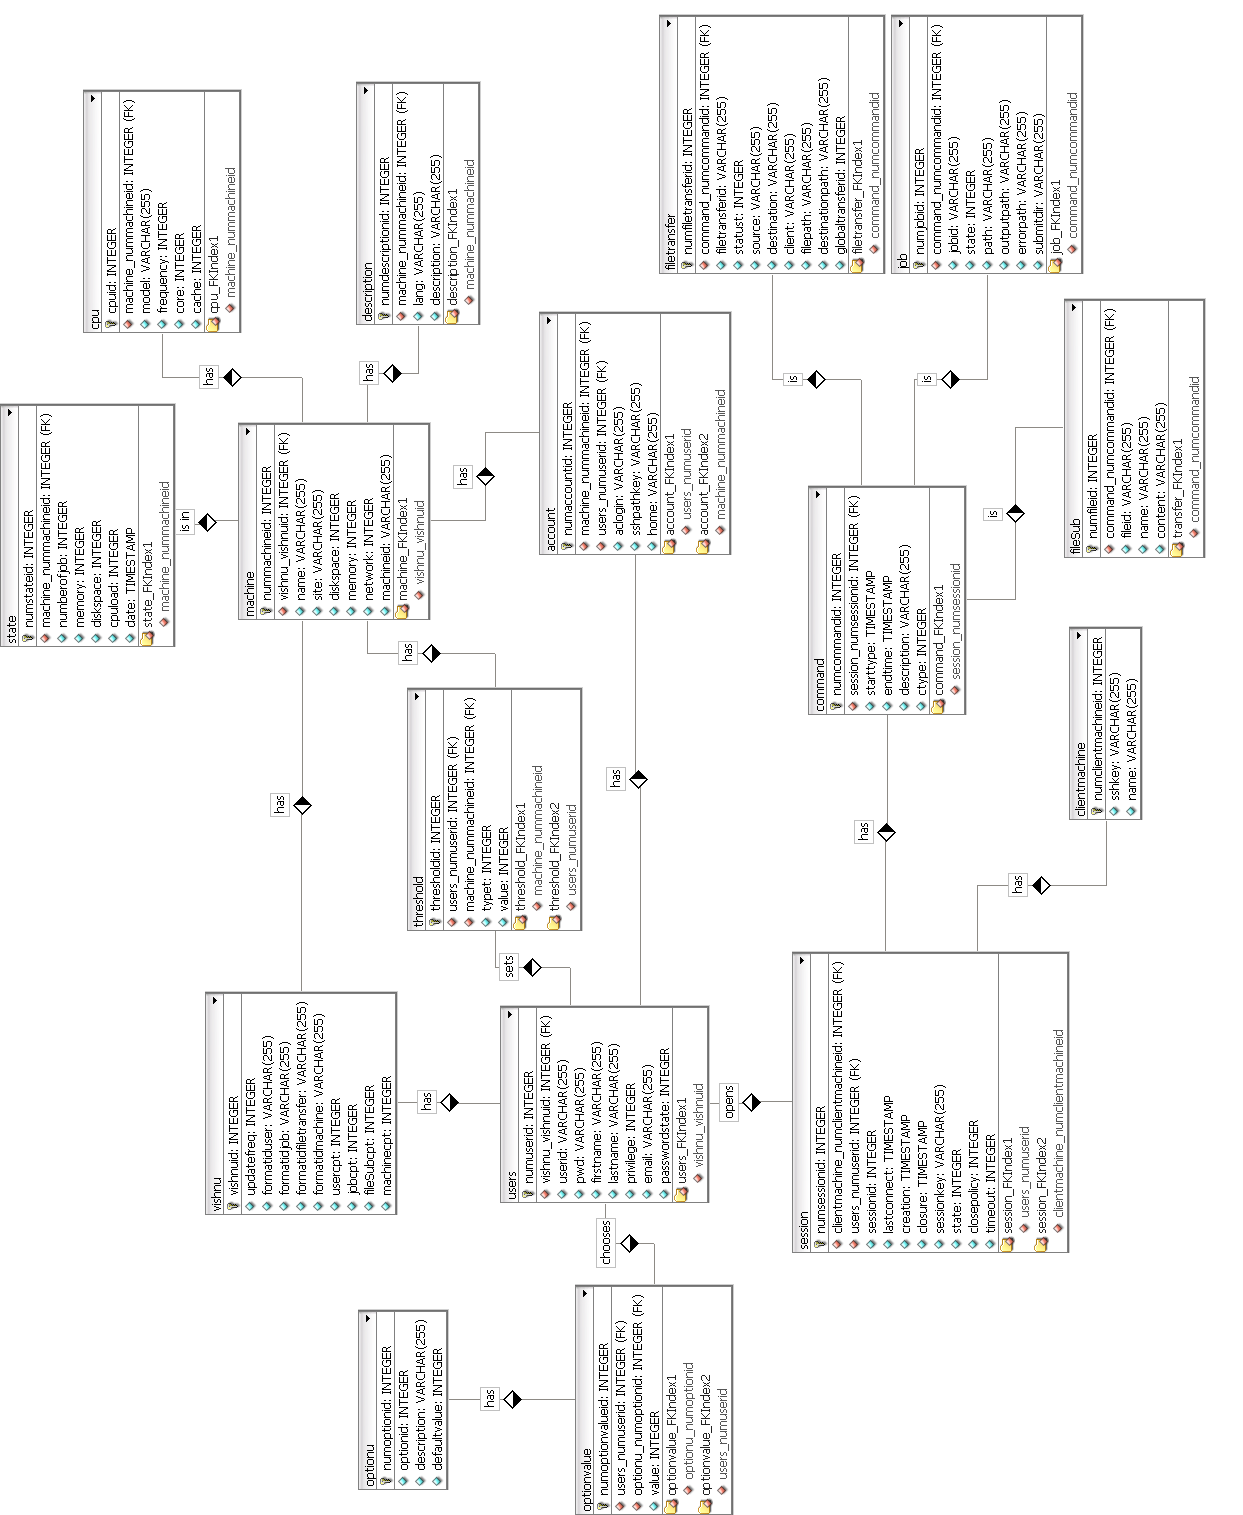 state
numstateid: INTEGER
machine_nummachineid: INTEGER (FK)
numberofjob: INTEGER
memory: INTEGER
diskspace: INTEGER
cpuload: INTEGER
date: TIMESTAMP
state_FKIndex1
machine_nummachineid
cpu
cpuid: INTEGER
machine_nummachineid: INTEGER (FK)
model: VARCHAR(255)
frequency: INTEGER
core: INTEGER
cache: INTEGER
cpu_FKIndex1
machine_nummachineid
is in
has
description
numdescriptionid: INTEGER
machine_nummachineid: INTEGER (FK)
lang: VARCHAR(255)
description: VARCHAR(255)
description_FKIndex1
machine_nummachineid
has
machine
nummachineid: INTEGER
vishnu_vishnuid: INTEGER (FK)
name: VARCHAR(255)
site: VARCHAR(255)
diskspace: INTEGER
memory: INTEGER
network: INTEGER
machineid: VARCHAR(255)
machine_FKIndex1
vishnu_vishnuid
has
has
has
vishnu
vishnuid: INTEGER
updatefreq: INTEGER
formatiduser: VARCHAR(255)
formatidjob: VARCHAR(255)
formatidfiletransfer: VARCHAR(255)
formatidmachine: VARCHAR(255)
usercpt: INTEGER
jobcpt: INTEGER
fileSubcpt: INTEGER
machinecpt: INTEGER
has
threshold
thresholdid: INTEGER
users_numuserid: INTEGER (FK)
machine_nummachineid: INTEGER (FK)
typet: INTEGER
value: INTEGER
threshold_FKIndex1
machine_nummachineid
threshold_FKIndex2
users_numuserid
sets
account
numaccountid: INTEGER
machine_nummachineid: INTEGER (FK)
users_numuserid: INTEGER (FK)
aclogin: VARCHAR(255)
sshpathkey: VARCHAR(255)
home: VARCHAR(255)
account_FKIndex1
users_numuserid
account_FKIndex2
machine_nummachineid
has
optionu
numoptionid: INTEGER
optionid: INTEGER
description: VARCHAR(255)
defaultvalue: INTEGER
has
users
numuserid: INTEGER
vishnu_vishnuid: INTEGER (FK)
userid: VARCHAR(255)
pwd: VARCHAR(255)
firstname: VARCHAR(255)
lastname: VARCHAR(255)
privilege: INTEGER
email: VARCHAR(255)
passwordstate: INTEGER
users_FKIndex1
vishnu_vishnuid
chooses
opens
optionvalue
numoptionvalueid: INTEGER
users_numuserid: INTEGER (FK)
optionu_numoptionid: INTEGER (FK)
value: INTEGER
optionvalue_FKIndex1
optionu_numoptionid
optionvalue_FKIndex2
users_numuserid
filetransfer
numfiletransferid: INTEGER
command_numcommandid: INTEGER (FK)
filetransferid: VARCHAR(255)
statust: INTEGER
source: VARCHAR(255)
destination: VARCHAR(255)
client: VARCHAR(255)
filepath: VARCHAR(255)
destinationpath: VARCHAR(255)
globaltransferid: INTEGER
filetransfer_FKIndex1
command_numcommandid
is
job
numjobid: INTEGER
command_numcommandid: INTEGER (FK)
jobid: VARCHAR(255)
state: INTEGER
path: VARCHAR(255)
outputpath: VARCHAR(255)
errorpath: VARCHAR(255)
submitdir: VARCHAR(255)
job_FKIndex1
command_numcommandid
is
command
numcommandid: INTEGER
session_numsessionid: INTEGER (FK)
starttype: TIMESTAMP
endtime: TIMESTAMP
description: VARCHAR(255)
ctype: INTEGER
command_FKIndex1
session_numsessionid
is
has
fileSub
numfileid: INTEGER
command_numcommandid: INTEGER (FK)
fileid: VARCHAR(255)
name: VARCHAR(255)
content: VARCHAR(255)
transfer_FKIndex1
command_numcommandid
session
numsessionid: INTEGER
clientmachine_numclientmachineid: INTEGER (FK)
users_numuserid: INTEGER (FK)
sessionid: INTEGER
lastconnect: TIMESTAMP
creation: TIMESTAMP
closure: TIMESTAMP
sessionkey: VARCHAR(255)
state: INTEGER
closepolicy: INTEGER
timeout: INTEGER
session_FKIndex1
users_numuserid
session_FKIndex2
clientmachine_numclientmachineid
has
clientmachine
numclientmachineid: INTEGER
sshkey: VARCHAR(255)
name: VARCHAR(255)